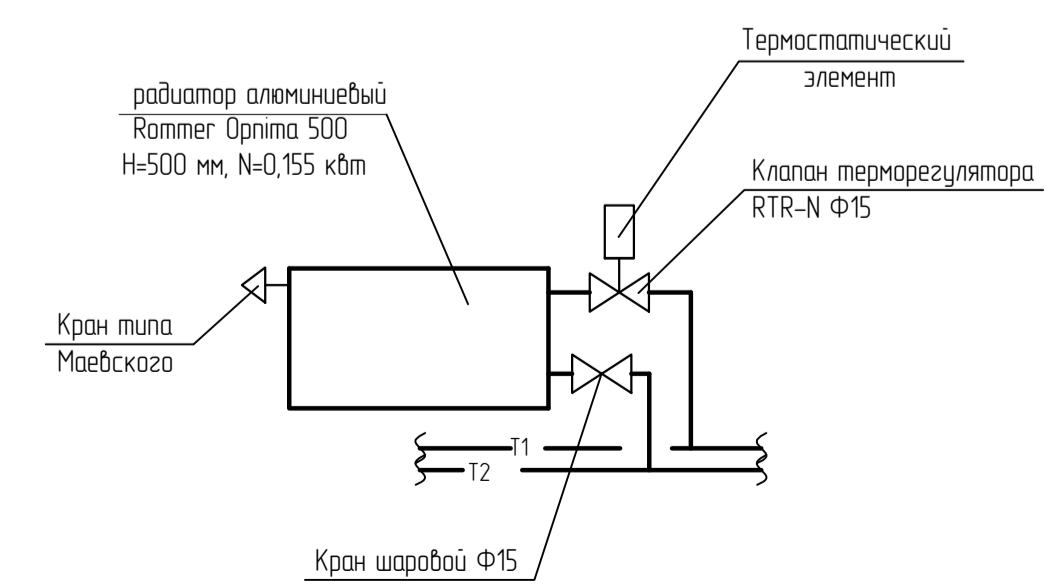 Термостатический
элемент
радиатор алюминиевый
Rommer Opnima 500
H=500 мм, N=0,155 квт
Клапан терморегулятора
RTR-N Ф15
Кран типа
Маевского
T1
T2
Кран шаровой Ф15